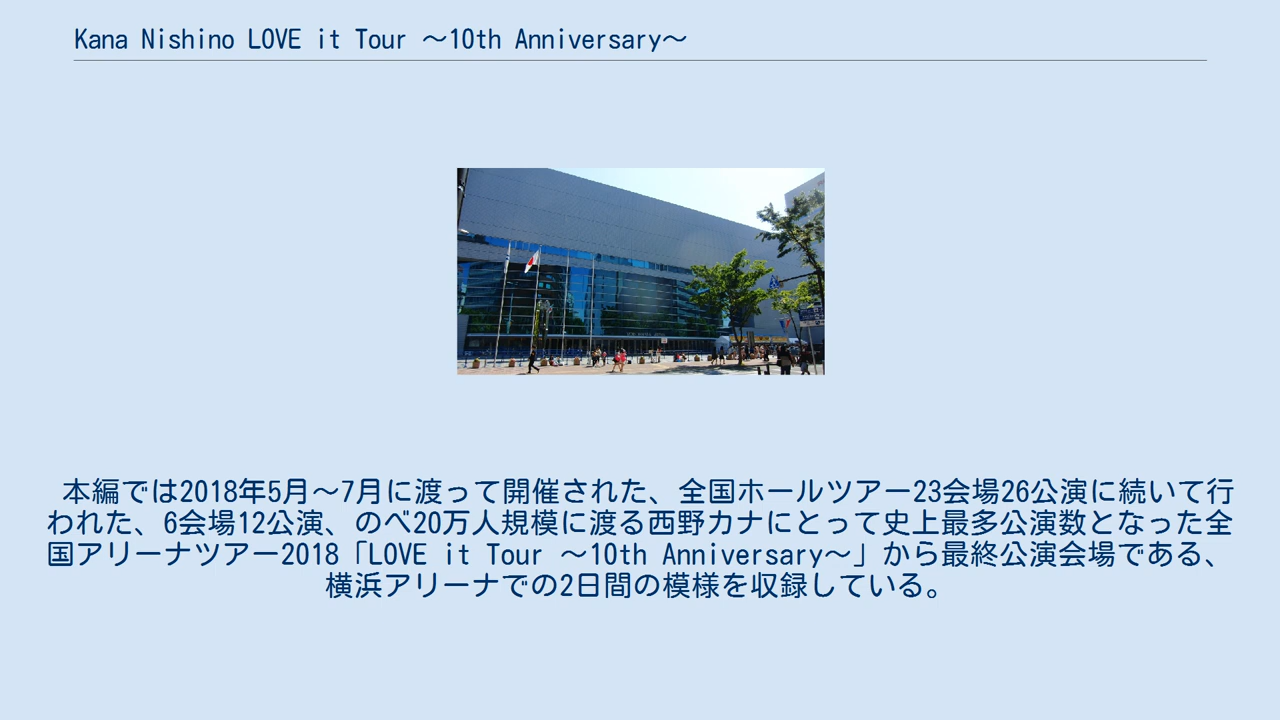 Kana Nishino LOVE it Tour ～10th Anniversary～
本編では2018年5月～7月に渡って開催された、全国ホールツアー23会場26公演に続いて行
われた、6会場12公演、のべ20万人規模に渡る西野カナにとって史上最多公演数となった全
国アリーナツアー2018「LOVE it Tour ～10th Anniversary～」から最終公演会場である、
横浜アリーナでの2日間の模様を収録している。